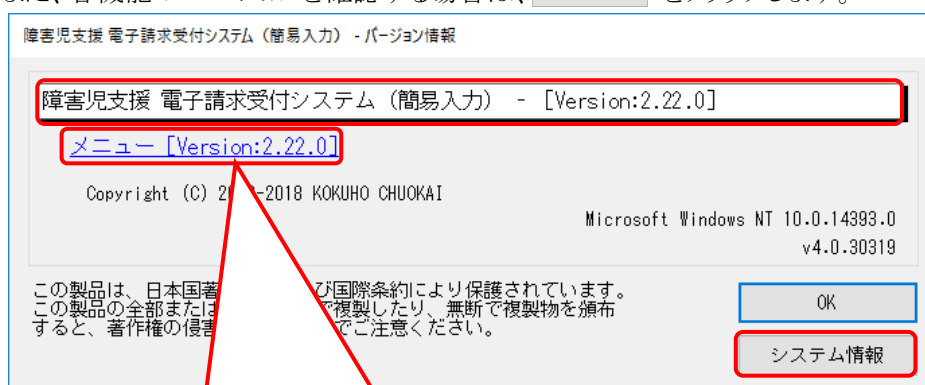 障害児支援 電子請求受付システム（簡易入力） - バージョン情報
障害児支援 電子請求受付システム（簡易入力） - [Version:2.22.0]
メニュー [Version:2.22.0]
Copyright (C) 2 -2018 KOKUHO CHUOKAI
Microsoft Windows NT 10.0.14393.0
v4.0.30319
この製品は、日本国著 び国際条約により保護されています。
この製品の全部または で複製したり、無断で複製物を頒布
すると、著作権の侵害 でご注意ください。
OK
システム情報